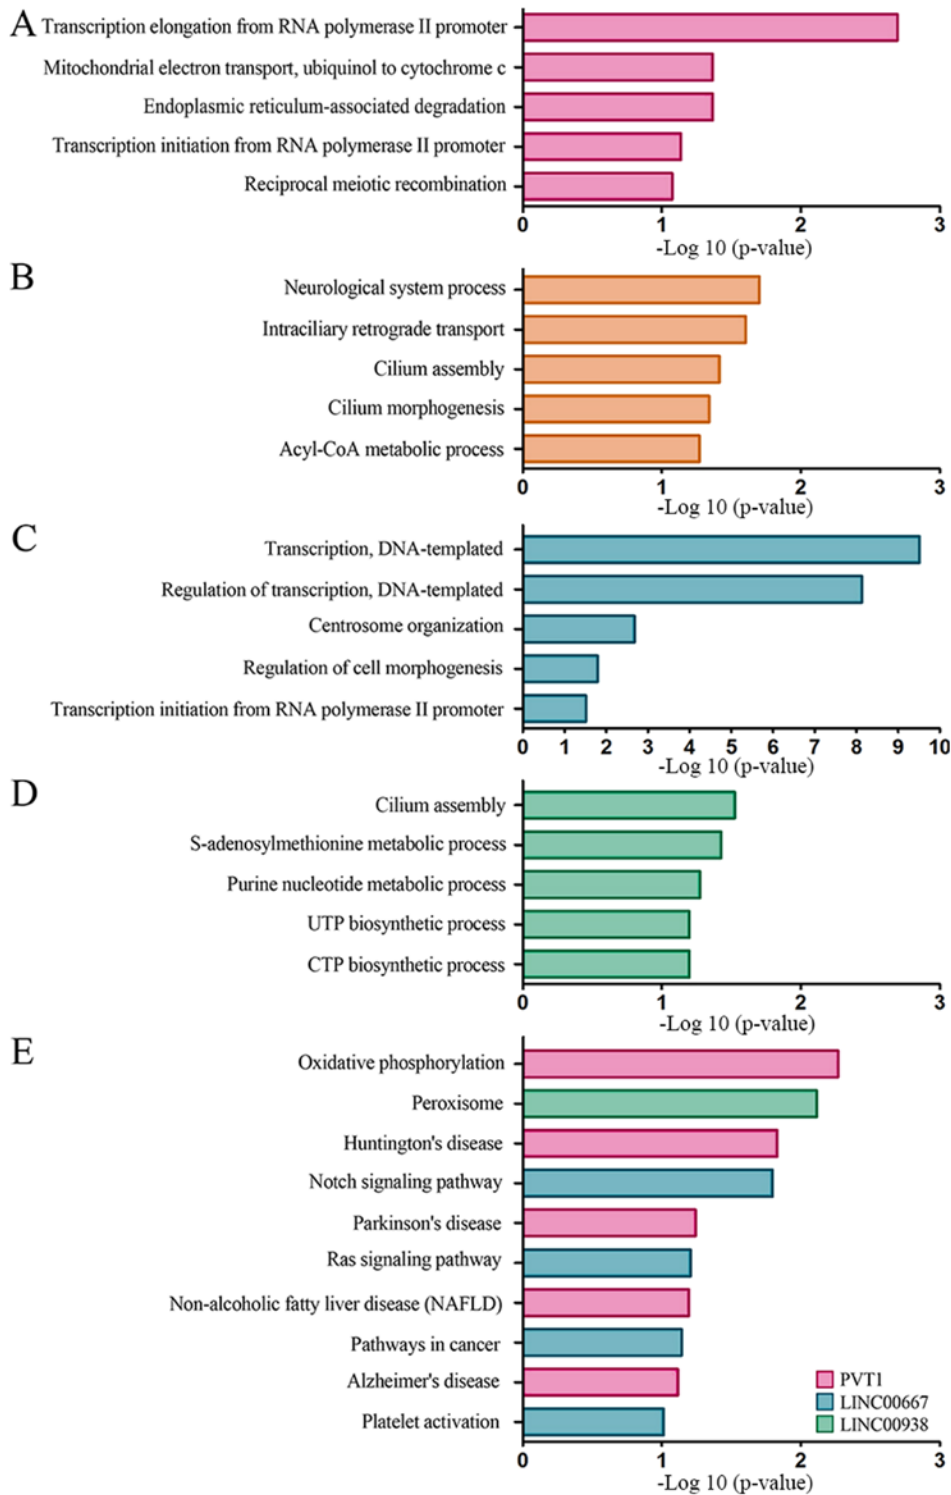 A
Transcription elongation from RNA polymerase II promoter
Mitochondrial electron transport, ubiquinol to cytochrome c
Endoplasmic reticulum-associated degradation
Transcription initiation from RNA polymerase II promoter
Reciprocal meiotic recombination
0 1 2 3
-Log 10 (p-value)
B
Neurological system process
Intraciliary retrograde transport
Cilium assembly
Cilium morphogenesis
Acyl-CoA metabolic process
0 1 2 3
-Log 10 (p-value)
C
Transcription, DNA-templated
Regulation of transcription, DNA-templated
Centrosome organization
Regulation of cell morphogenesis
Transcription initiation from RNA polymerase II promoter
0 1 2 3 4 5 6 7 8 9 10
-Log 10 (p-value)
D
Cilium assembly
S-adenosylmethionine metabolic process
Purine nucleotide metabolic process
UTP biosynthetic process
CTP biosynthetic process
0 1 2 3
-Log 10 (p-value)
E
Oxidative phosphorylation
Peroxisome
Huntington's disease
Notch signaling pathway
Parkinson's disease
Ras signaling pathway
Non-alcoholic fatty liver disease (NAFLD)
Pathways in cancer
Alzheimer's disease
Platelet activation
PVT1
LINC00667
LINC00938
0 1 2 3
-Log 10 (p-value)